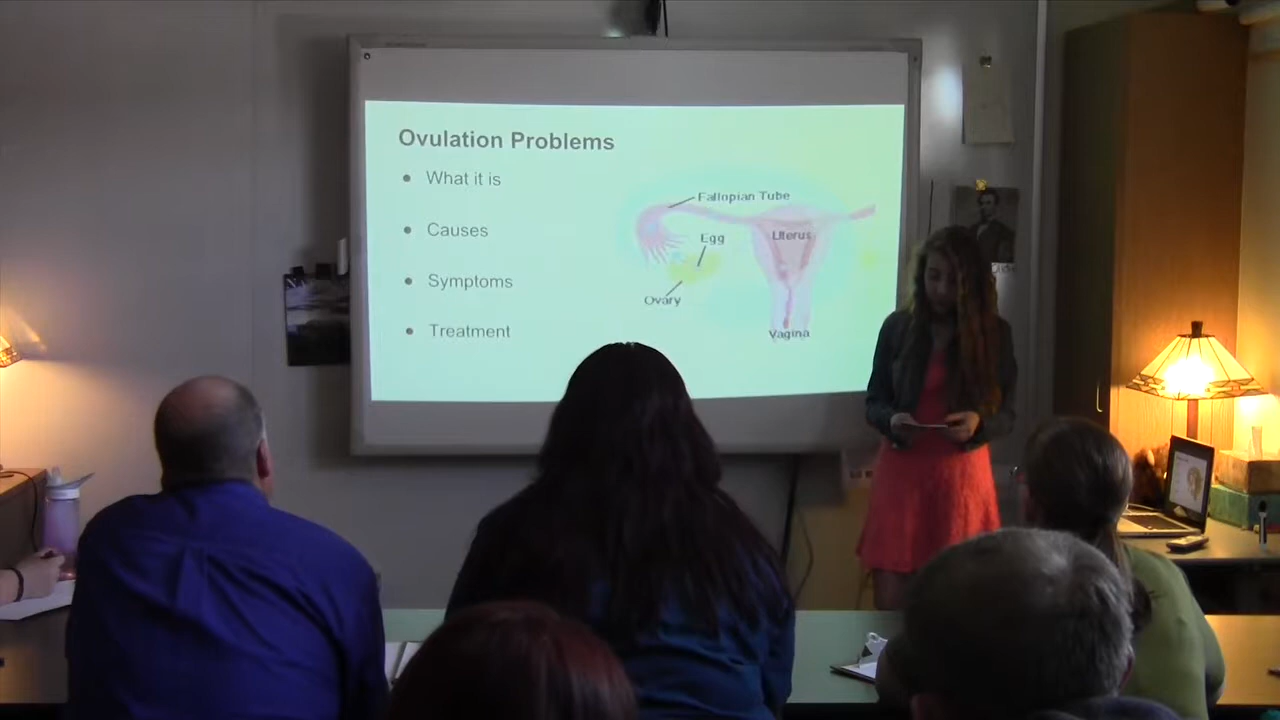 Ovulation Problems
● What it is
● Causes
● Symptoms
● Treatment
Fallopian Tube
Egg
Uterus
Ovary
Vagina